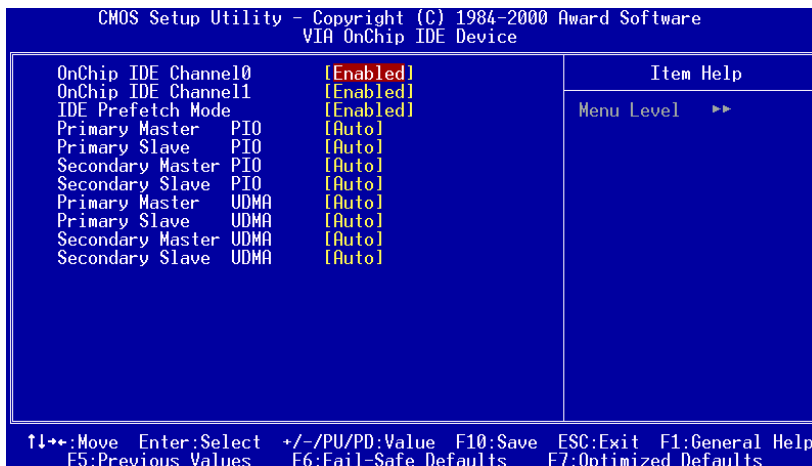 CMOS Setup Utility - Copyright (C) 1984-2000 Award Software
VIA OnChip IDE Device
OnChip IDE Channel0 [Enabled]
OnChip IDE Channel1 [Enabled]
IDE Prefetch Mode [Enabled]
Primary Master PIO [Auto]
Primary Slave PIO [Auto]
Secondary Master PIO [Auto]
Secondary Slave PIO [Auto]
Primary Master UDMA [Auto]
Primary Slave UDMA [Auto]
Secondary Master UDMA [Auto]
Secondary Slave UDMA [Auto]
Item Help
Menu Level ▸▸
↑↓→←:Move Enter:Select +/-/PU/PD:Value F10:Save ESC:Exit F1:General Help
F5:Previous Values F6:Fail-Safe Defaults F7:Optimized Defaults